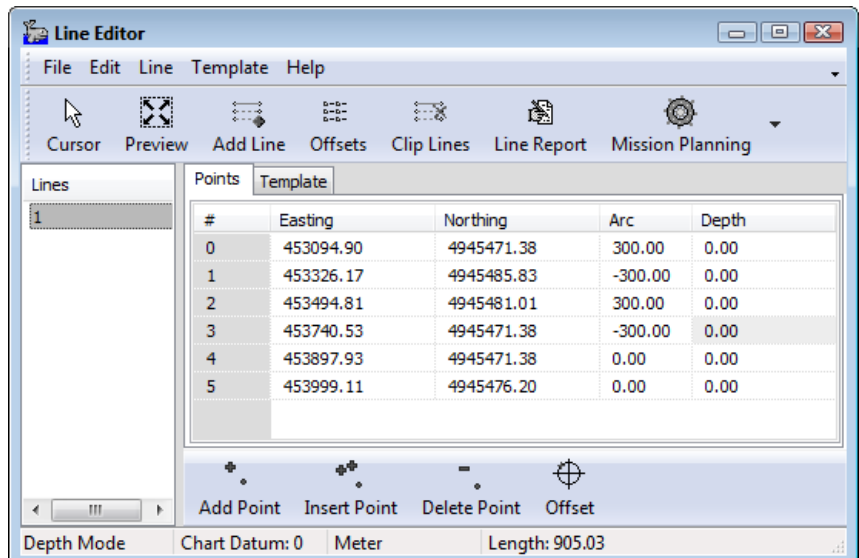 Line Editor
File Edit Line Template Help
Cursor Preview Add Line Offsets Clip Lines Line Report Mission Planning
Lines
1
Points Template
# Easting Northing Arc Depth
0 453094.90 4945471.38 300.00 0.00
1 453326.17 4945485.83 -300.00 0.00
2 453494.81 4945481.01 300.00 0.00
3 453740.53 4945471.38 -300.00 0.00
4 453897.93 4945471.38 0.00 0.00
5 453999.11 4945476.20 0.00 0.00
Add Point Insert Point Delete Point Offset
Depth Mode Chart Datum: 0 Meter Length: 905.03